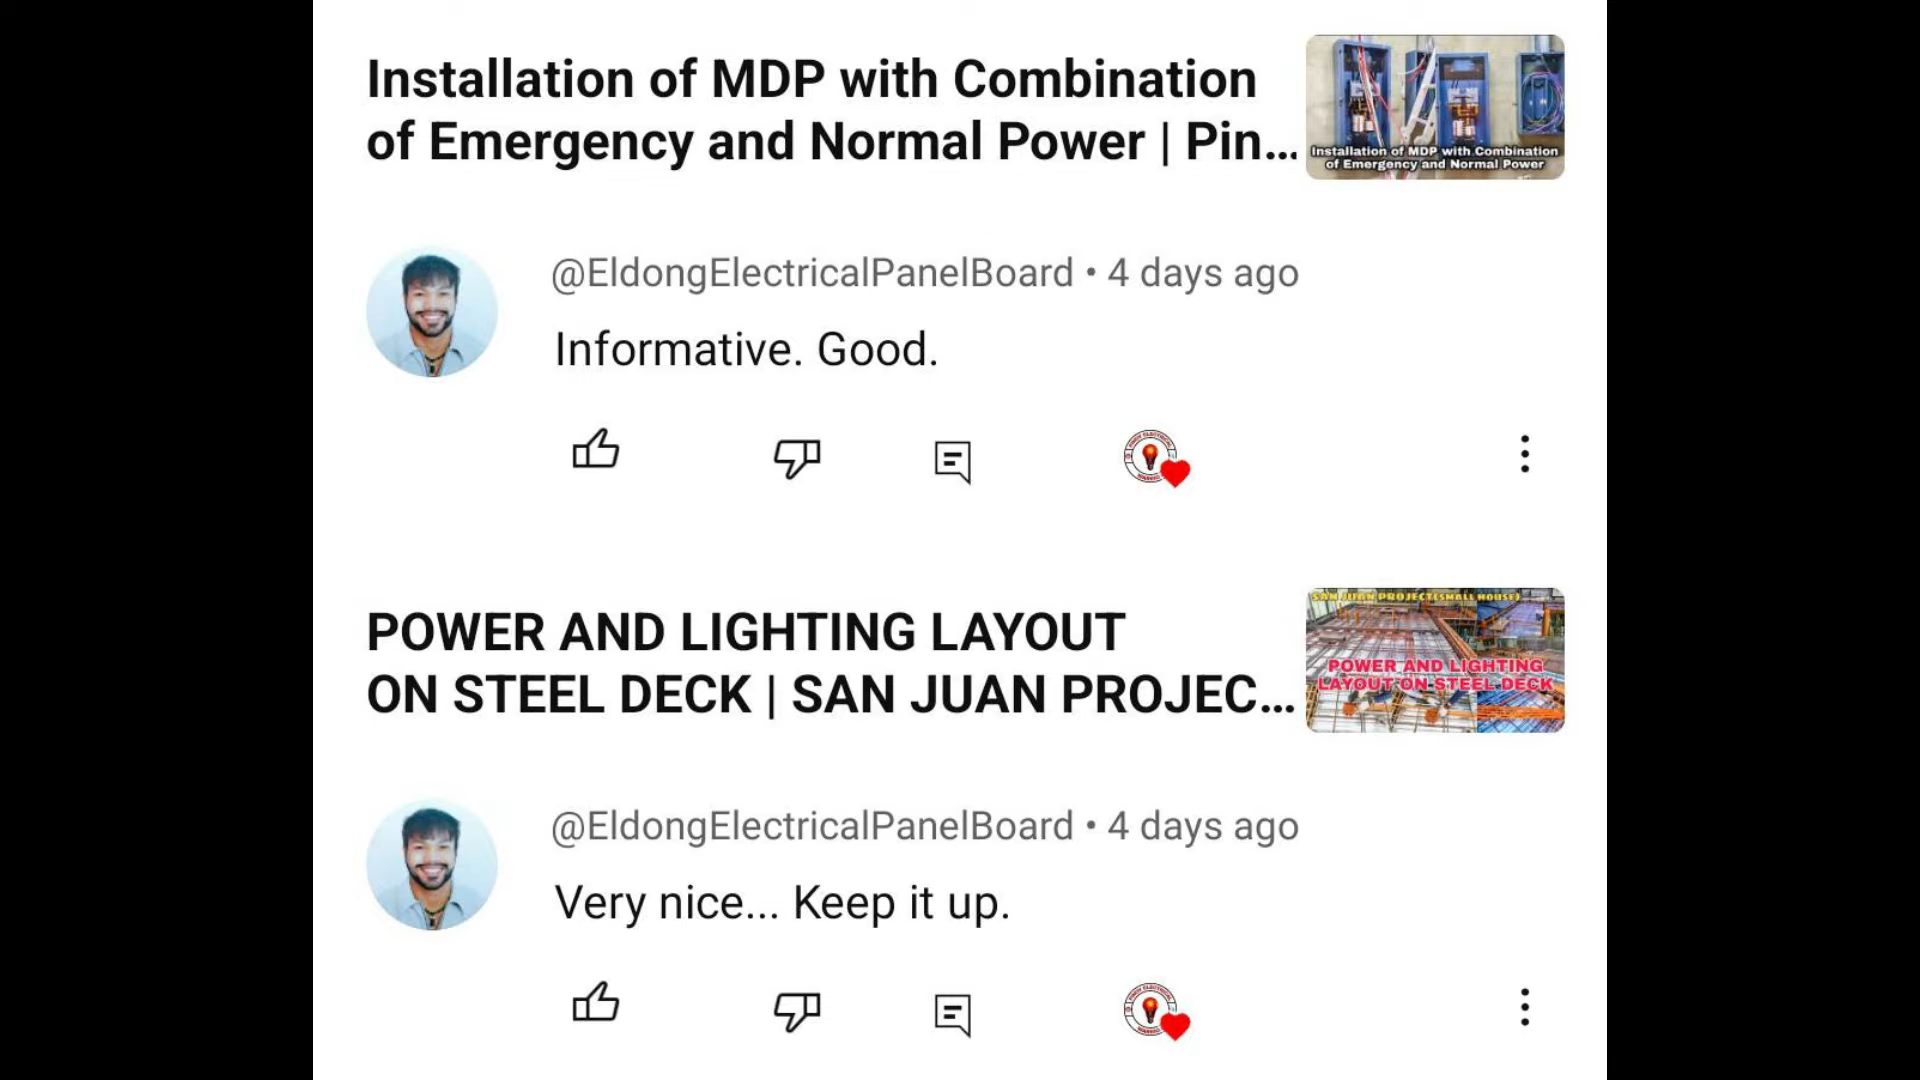 Installation of MDP with Combination
of Emergency and Normal Power | Pin...
Installation of MDP with Combination
of Emergency and Normal Power
@EldongElectricalPanelBoard • 4 days ago
Informative. Good.
POWER AND LIGHTING LAYOUT
ON STEEL DECK | SAN JUAN PROJEC...
SAN JUAN PROJECT(SMALL HOUSE)
POWER AND LIGHTING
LAYOUT ON STEEL DECK
@EldongElectricalPanelBoard • 4 days ago
Very nice... Keep it up.